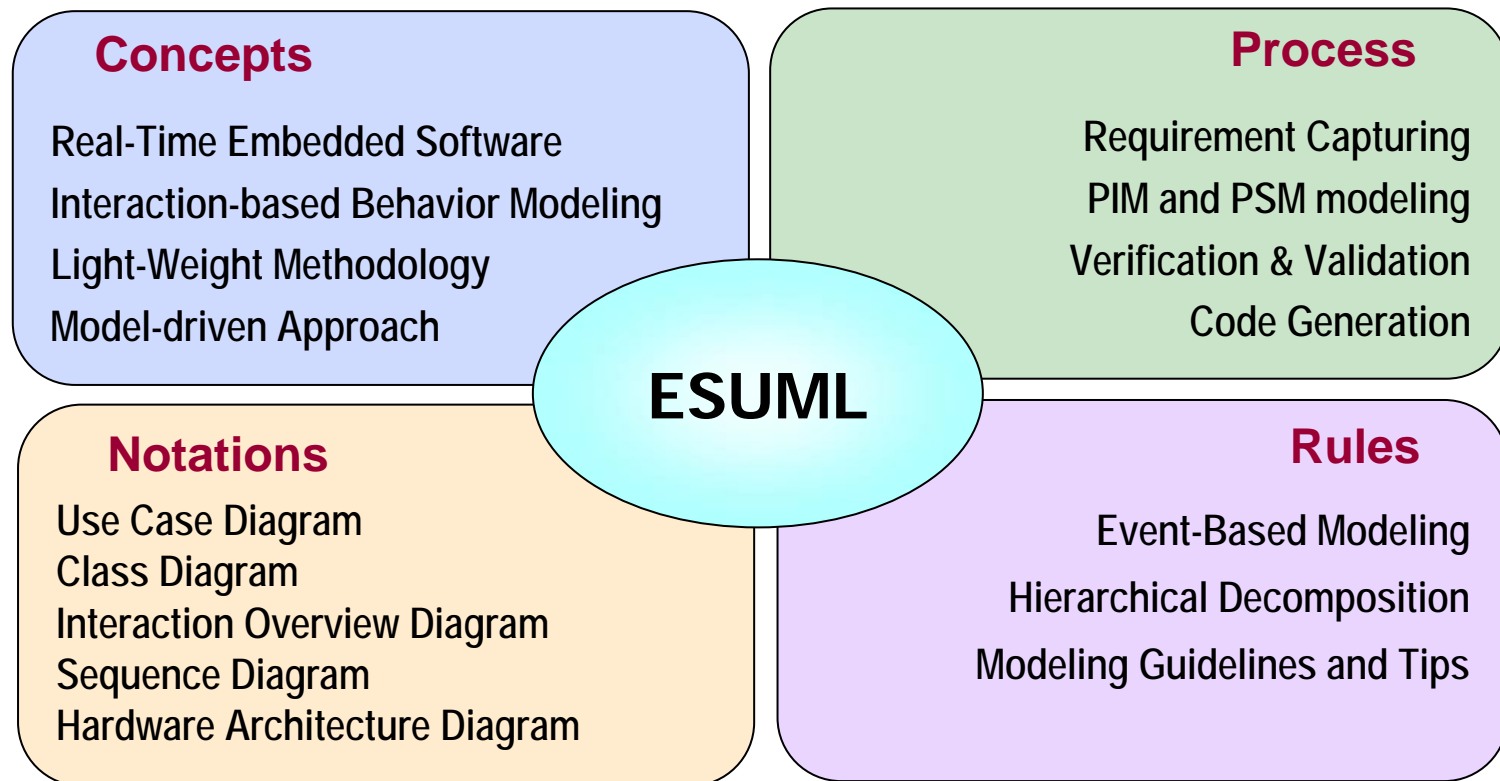 Concepts
Real-Time Embedded Software
Interaction-based Behavior Modeling
Light-Weight Methodology
Model-driven Approach
Process
Requirement Capturing
PIM and PSM modeling
Verification & Validation
Code Generation
ESUML
Notations
Use Case Diagram
Class Diagram
Interaction Overview Diagram
Sequence Diagram
Hardware Architecture Diagram
Rules
Event-Based Modeling
Hierarchical Decomposition
Modeling Guidelines and Tips